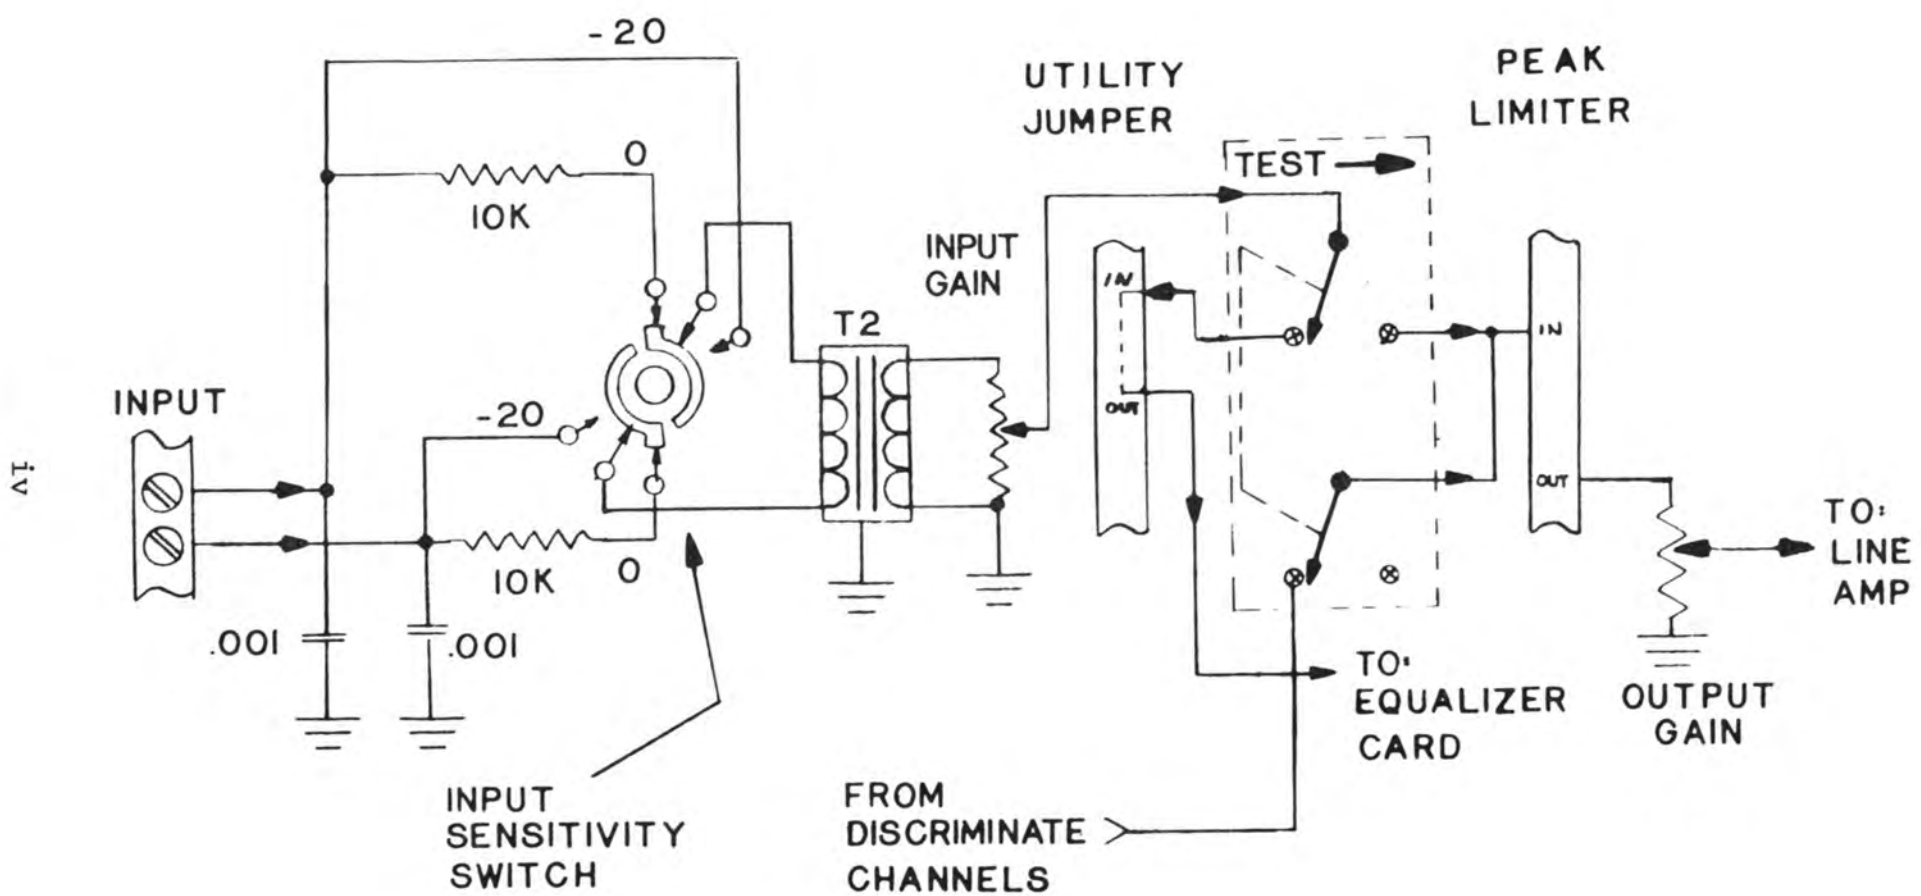 -20
UTILITY
JUMPER
PEAK
LIMITER
TEST
0
10K
INPUT
GAIN
IN
OUT
T2
IN
OUT
INPUT
-20
10K
0
.001
.001
TO:
LINE
AMP
TO:
EQUALIZER
CARD
OUTPUT
GAIN
INPUT
SENSITIVITY
SWITCH
FROM
DISCRIMINATE
CHANNELS
iv